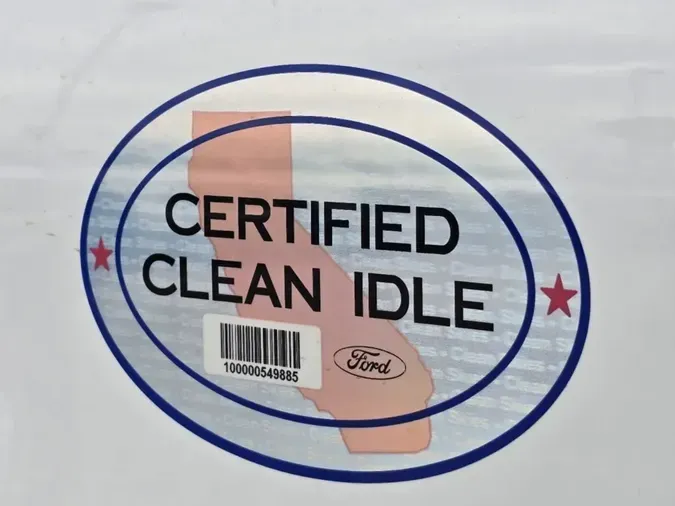 CERTIFIED
CLEAN IDLE
100000549885
Ford